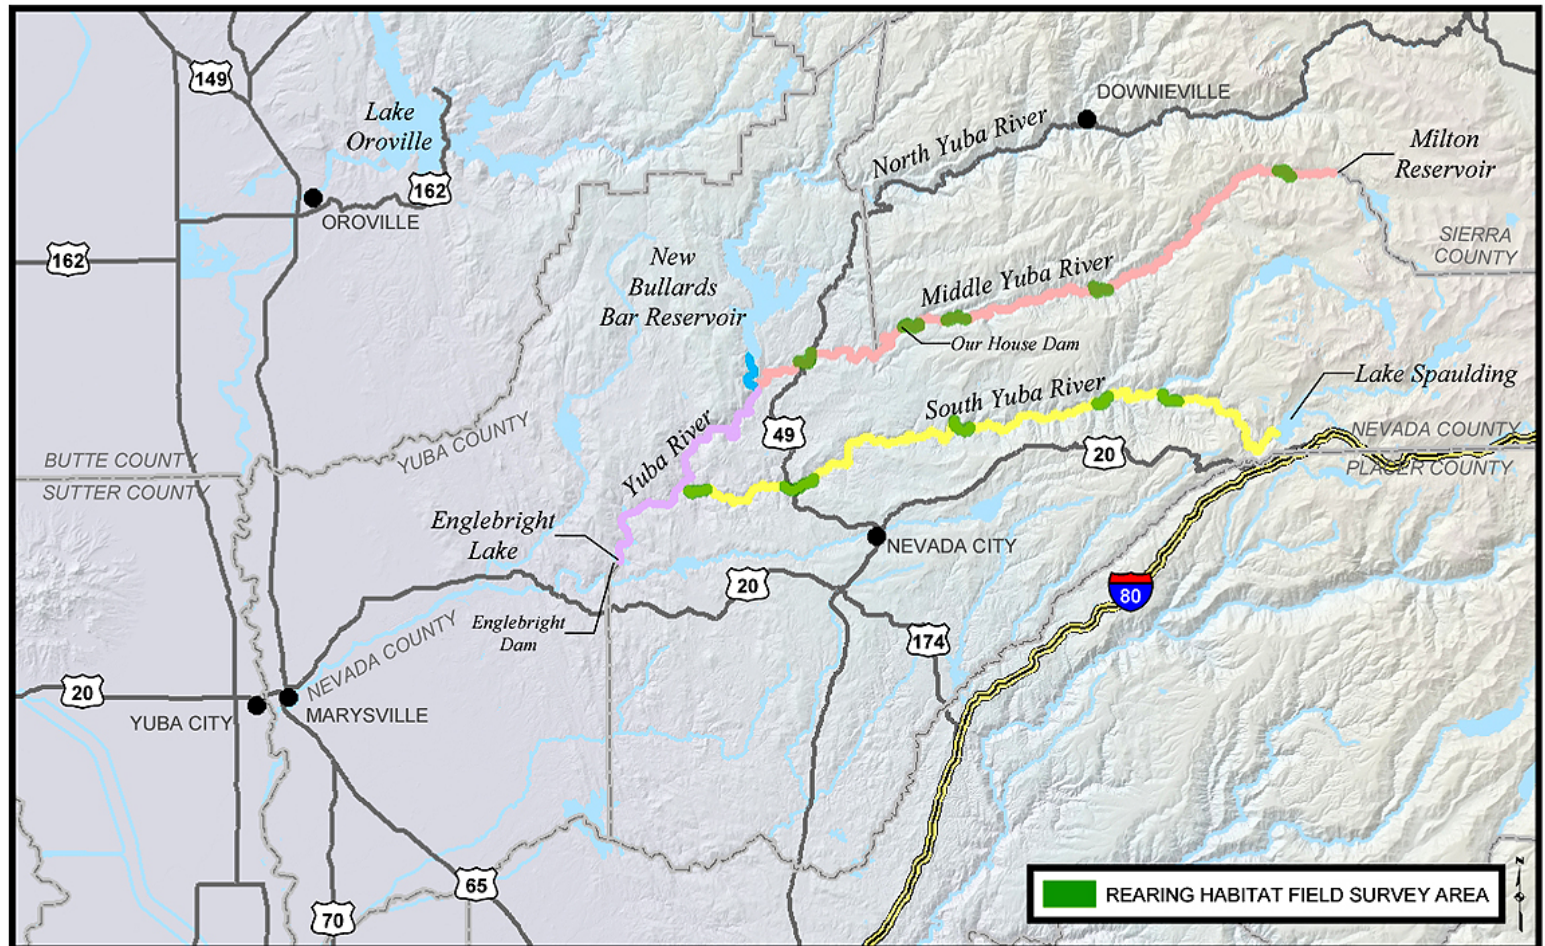 149
Lake
Oroville
162
OROVILLE
162
DOWNIEVILLE
North Yuba River
Milton
Reservoir
SIERRA
COUNTY
New
Bullards
Bar Reservoir
Middle Yuba River
Our House Dam
Lake Spaulding
South Yuba River
NEVADA COUNTY
PLACER COUNTY
49
20
Yuba River
YUBA COUNTY
BUTTE COUNTY
SUTTER COUNTY
Englebright
Lake
NEVADA CITY
20
80
Englebright
Dam
174
NEVADA COUNTY
20
YUBA CITY
MARYSVILLE
65
70
REARING HABITAT FIELD SURVEY AREA
N